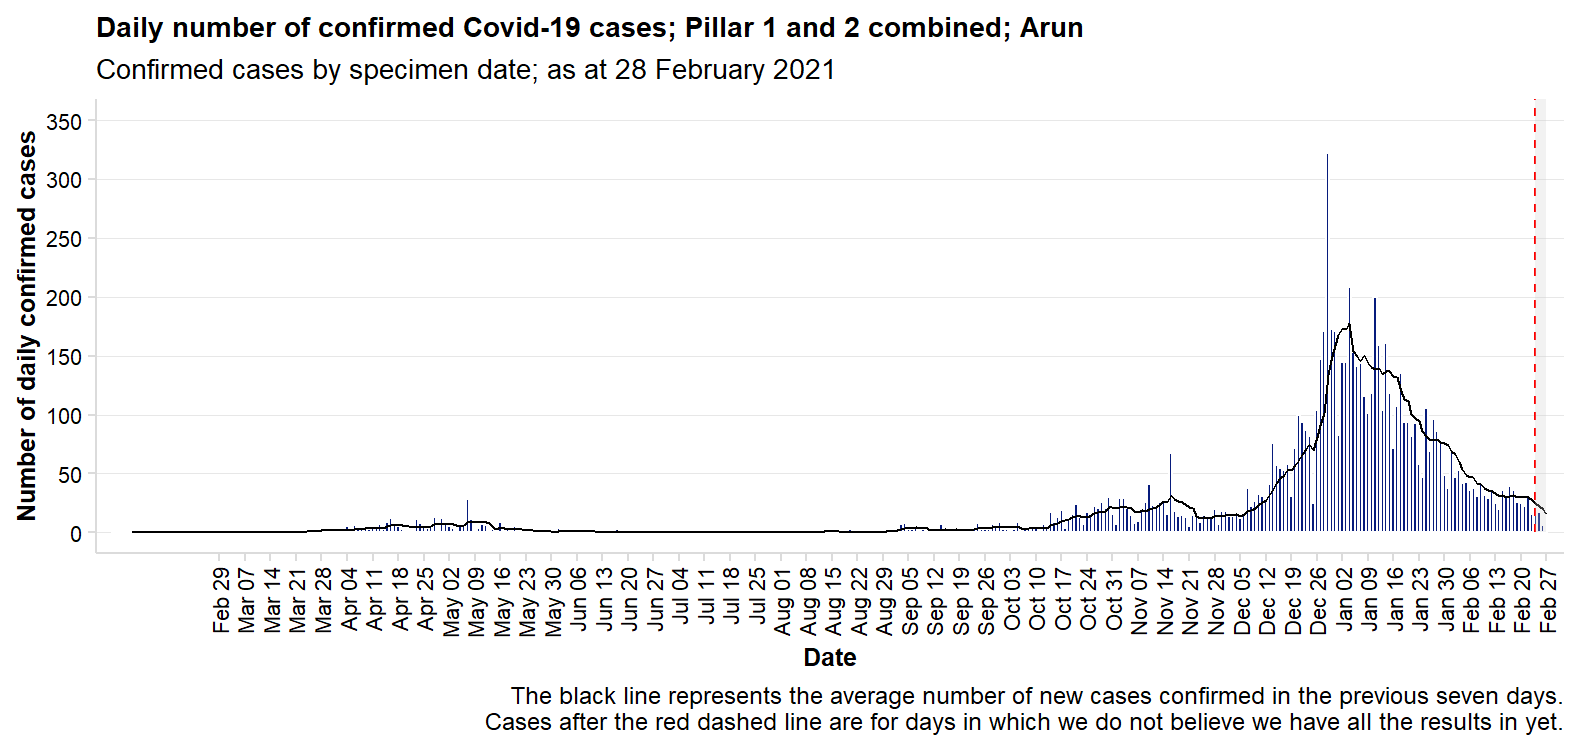 Daily number of confirmed Covid-19 cases; Pillar 1 and 2 combined; Arun
Confirmed cases by specimen date; as at 28 February 2021
Number of daily confirmed cases
350
300
250
200
150
100
50
0
Feb 29
Mar 07
Mar 14
Mar 21
Mar 28
Apr 04
Apr 11
Apr 18
Apr 25
May 02
May 09
May 16
May 23
May 30
Jun 06
Jun 13
Jun 20
Jun 27
Jul 04
Jul 11
Jul 18
Jul 25
Aug 01
Aug 08
Aug 15
Aug 22
Aug 29
Sep 05
Sep 12
Sep 19
Sep 26
Oct 03
Oct 10
Oct 17
Oct 24
Oct 31
Nov 07
Nov 14
Nov 21
Nov 28
Dec 05
Dec 12
Dec 19
Dec 26
Jan 02
Jan 09
Jan 16
Jan 23
Jan 30
Feb 06
Feb 13
Feb 20
Feb 27
Date
The black line represents the average number of new cases confirmed in the previous seven days.
Cases after the red dashed line are for days in which we do not believe we have all the results in yet.